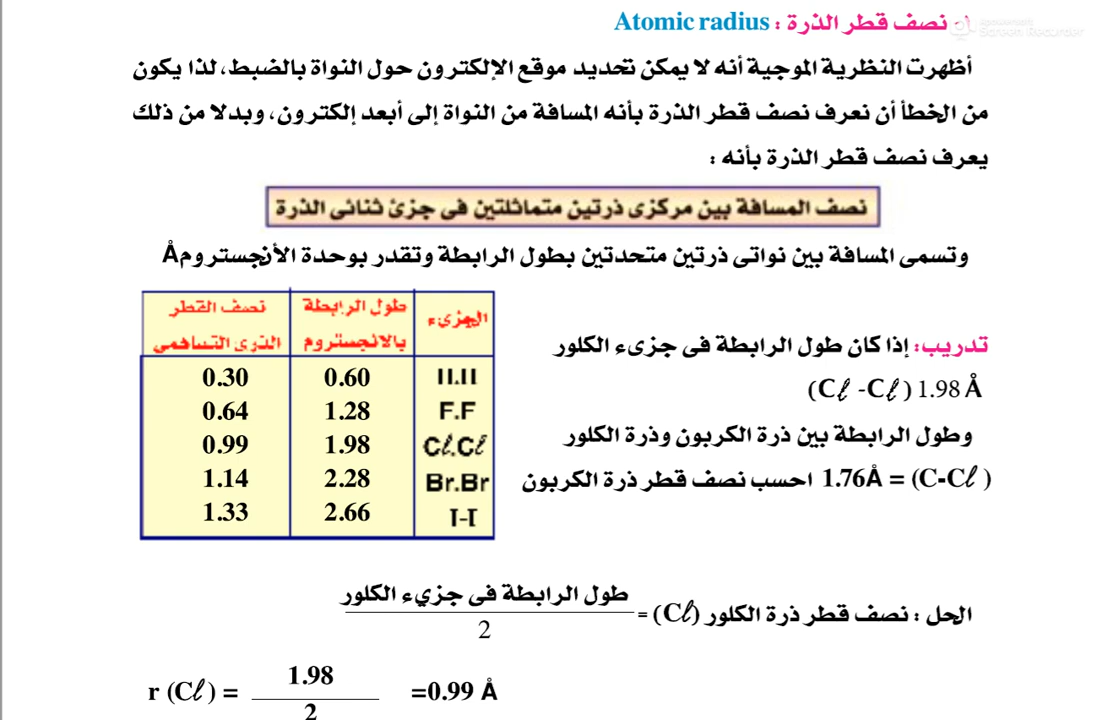 1- نصف قطر الذرة : Atomic radius
Screen Recorder
أظهرت النظرية الموجية أنه لا يمكن تحديد موقع الإلكترون حول النواة بالضبط، لذا يكون
من الخطأ أن نعرف نصف قطر الذرة بأنه المسافة من النواة إلى أبعد إلكترون، وبدلا من ذلك
يعرف نصف قطر الذرة بأنه :
نصف المسافة بين مركزى ذرتين متماثلتين فى جزئ ثنائى الذرة
وتسمى المسافة بين نواتى ذرتين متحدتين بطول الرابطة وتقدر بوحدة الأنجستروم Å
تدريب: إذا كان طول الرابطة فى جزىء الكلور
(Cℓ -Cℓ ) 1.98 Å
وطول الرابطة بين ذرة الكربون وذرة الكلور
( C-Cℓ) = 1.76Å احسب نصف قطر ذرة الكربون
الجزىء طول الرابطة بالانجستروم نصف القطر الذرى التساهمى
H.H 0.60 0.30
F.F 1.28 0.64
Cℓ.Cℓ 1.98 0.99
Br.Br 2.28 1.14
I-I 2.66 1.33
الحل : نصف قطر ذرة الكلور (Cℓ) = طول الرابطة فى جزيء الكلور
2
r (Cℓ ) = 1.98 =0.99 Å
2